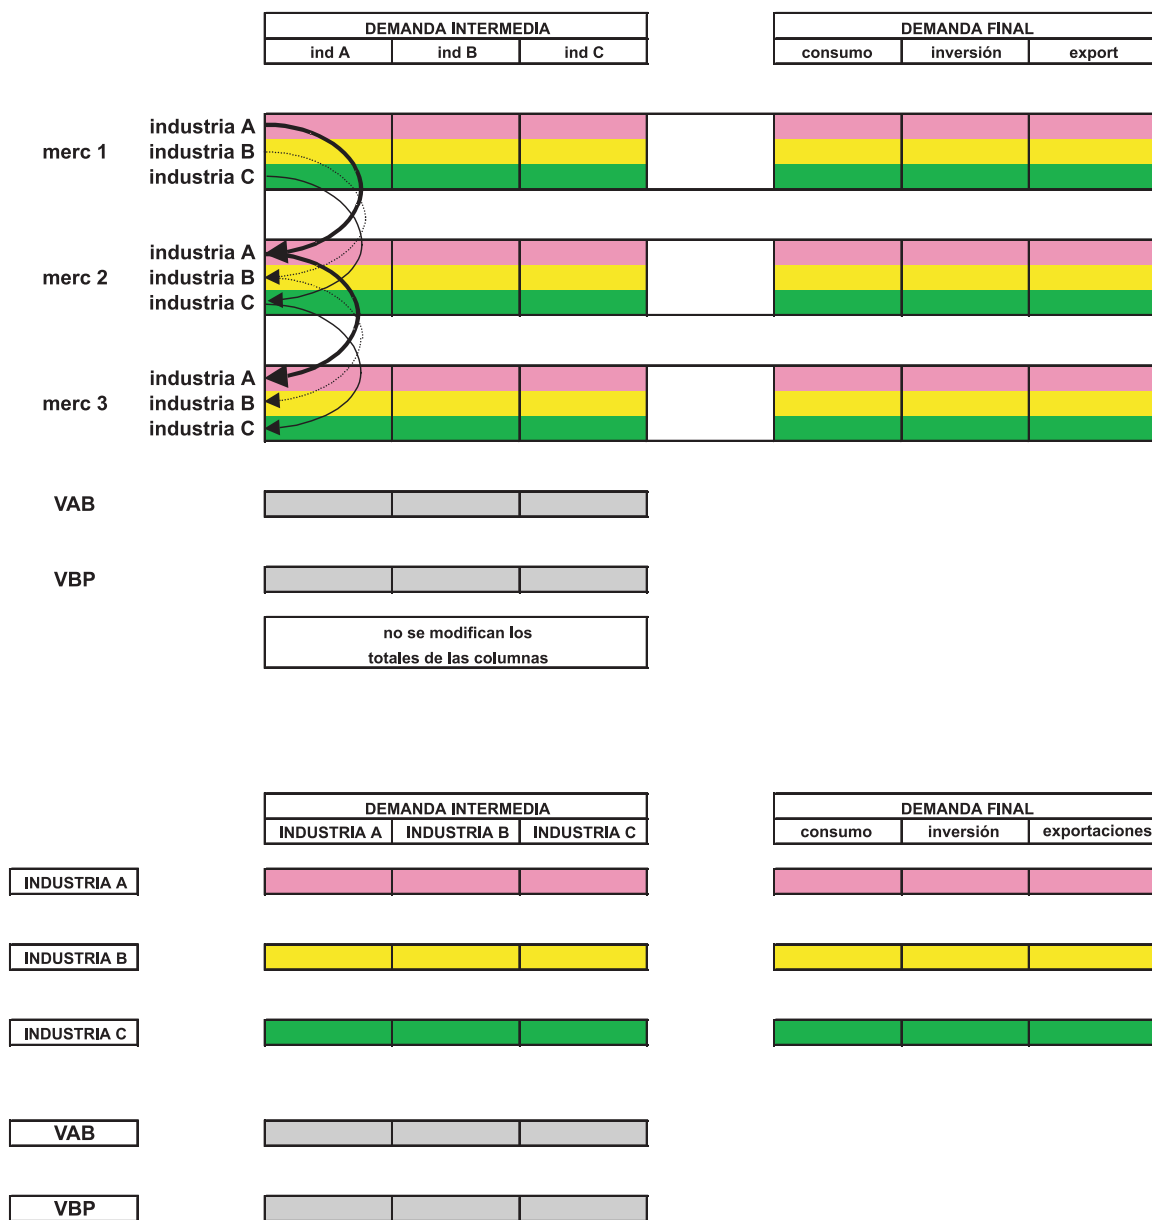 DEMANDA INTERMEDIA DEMANDA FINAL
ind A ind B ind C consumo inversión export
industria A
merc 1 industria B
industria C
industria A
merc 2 industria B
industria C
industria A
merc 3 industria B
industria C
VAB
VBP
no se modifican los
totales de las columnas
DEMANDA INTERMEDIA DEMANDA FINAL
INDUSTRIA A INDUSTRIA B INDUSTRIA C consumo inversión exportaciones
INDUSTRIA A
INDUSTRIA B
INDUSTRIA C
VAB
VBP